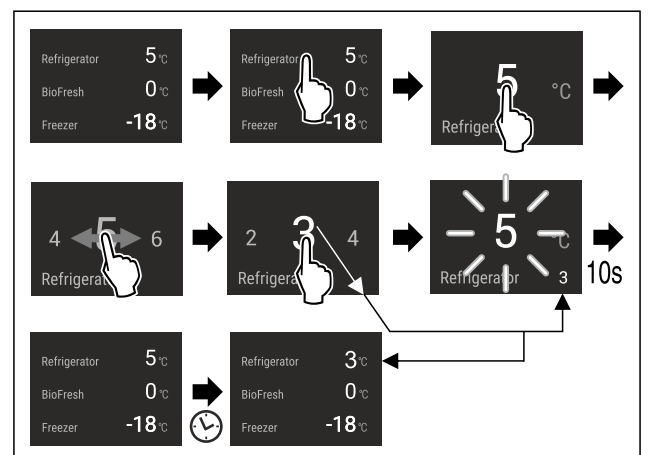 Refrigerator 5 °C
BioFresh 0 °C
Freezer -18 °C
Refrigerator 5 °C
BioFresh 0 °C
Freezer -18 °C
5 °C
Refrigerator
4 5 6
Refrigerator
2 3 4
Refrigerator
5 °C
Refrigerator 3
10s
Refrigerator 5 °C
BioFresh 0 °C
Freezer -18 °C
Refrigerator 3 °C
BioFresh 0 °C
Freezer -18 °C